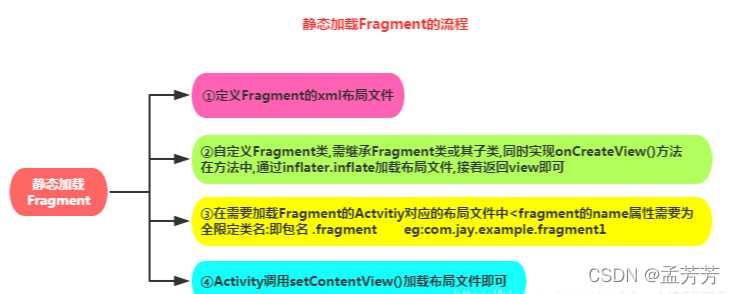 静态加载Fragment的流程
①定义Fragment的xml布局文件
②自定义Fragment类,需继承Fragment类或其子类,同时实现onCreateView()方法
在方法中,通过inflater.inflate加载布局文件,接着返回view即可
静态加载
Fragment
③在需要加载Fragment的Actvitiy对应的布局文件中<fragment的name属性需要为
全限定类名:即包名 .fragment eg:com.jay.example.fragment1
④Activity调用setContentView()加载布局文件即可
CSDN @孟芳芳